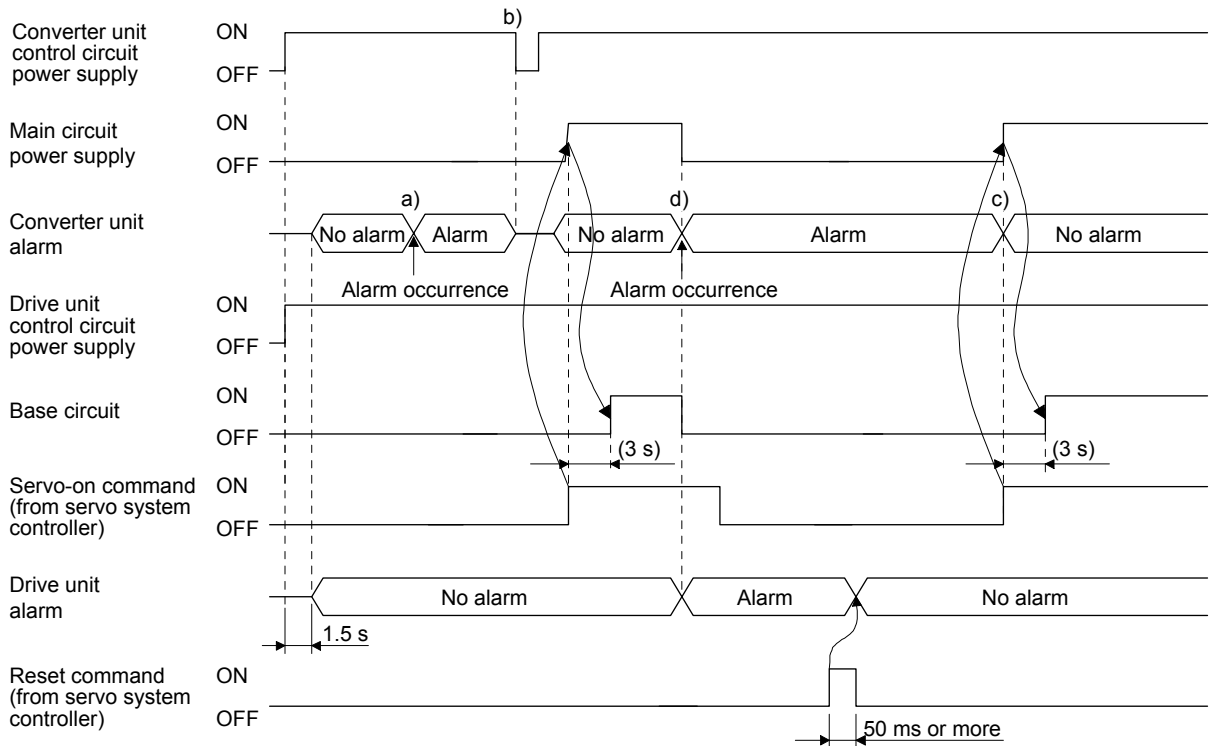 b)
Converter unit
control circuit
power supply
ON
OFF
Main circuit
power supply
ON
OFF
a)
d)
c)
Converter unit
alarm
No alarm
Alarm
No alarm
Alarm
No alarm
Alarm occurrence
Alarm occurrence
Drive unit
control circuit
power supply
ON
OFF
Base circuit
ON
OFF
(3 s)
(3 s)
Servo-on command
(from servo system
controller)
ON
OFF
Drive unit
alarm
No alarm
Alarm
No alarm
1.5 s
Reset command
(from servo system
controller)
ON
OFF
50 ms or more